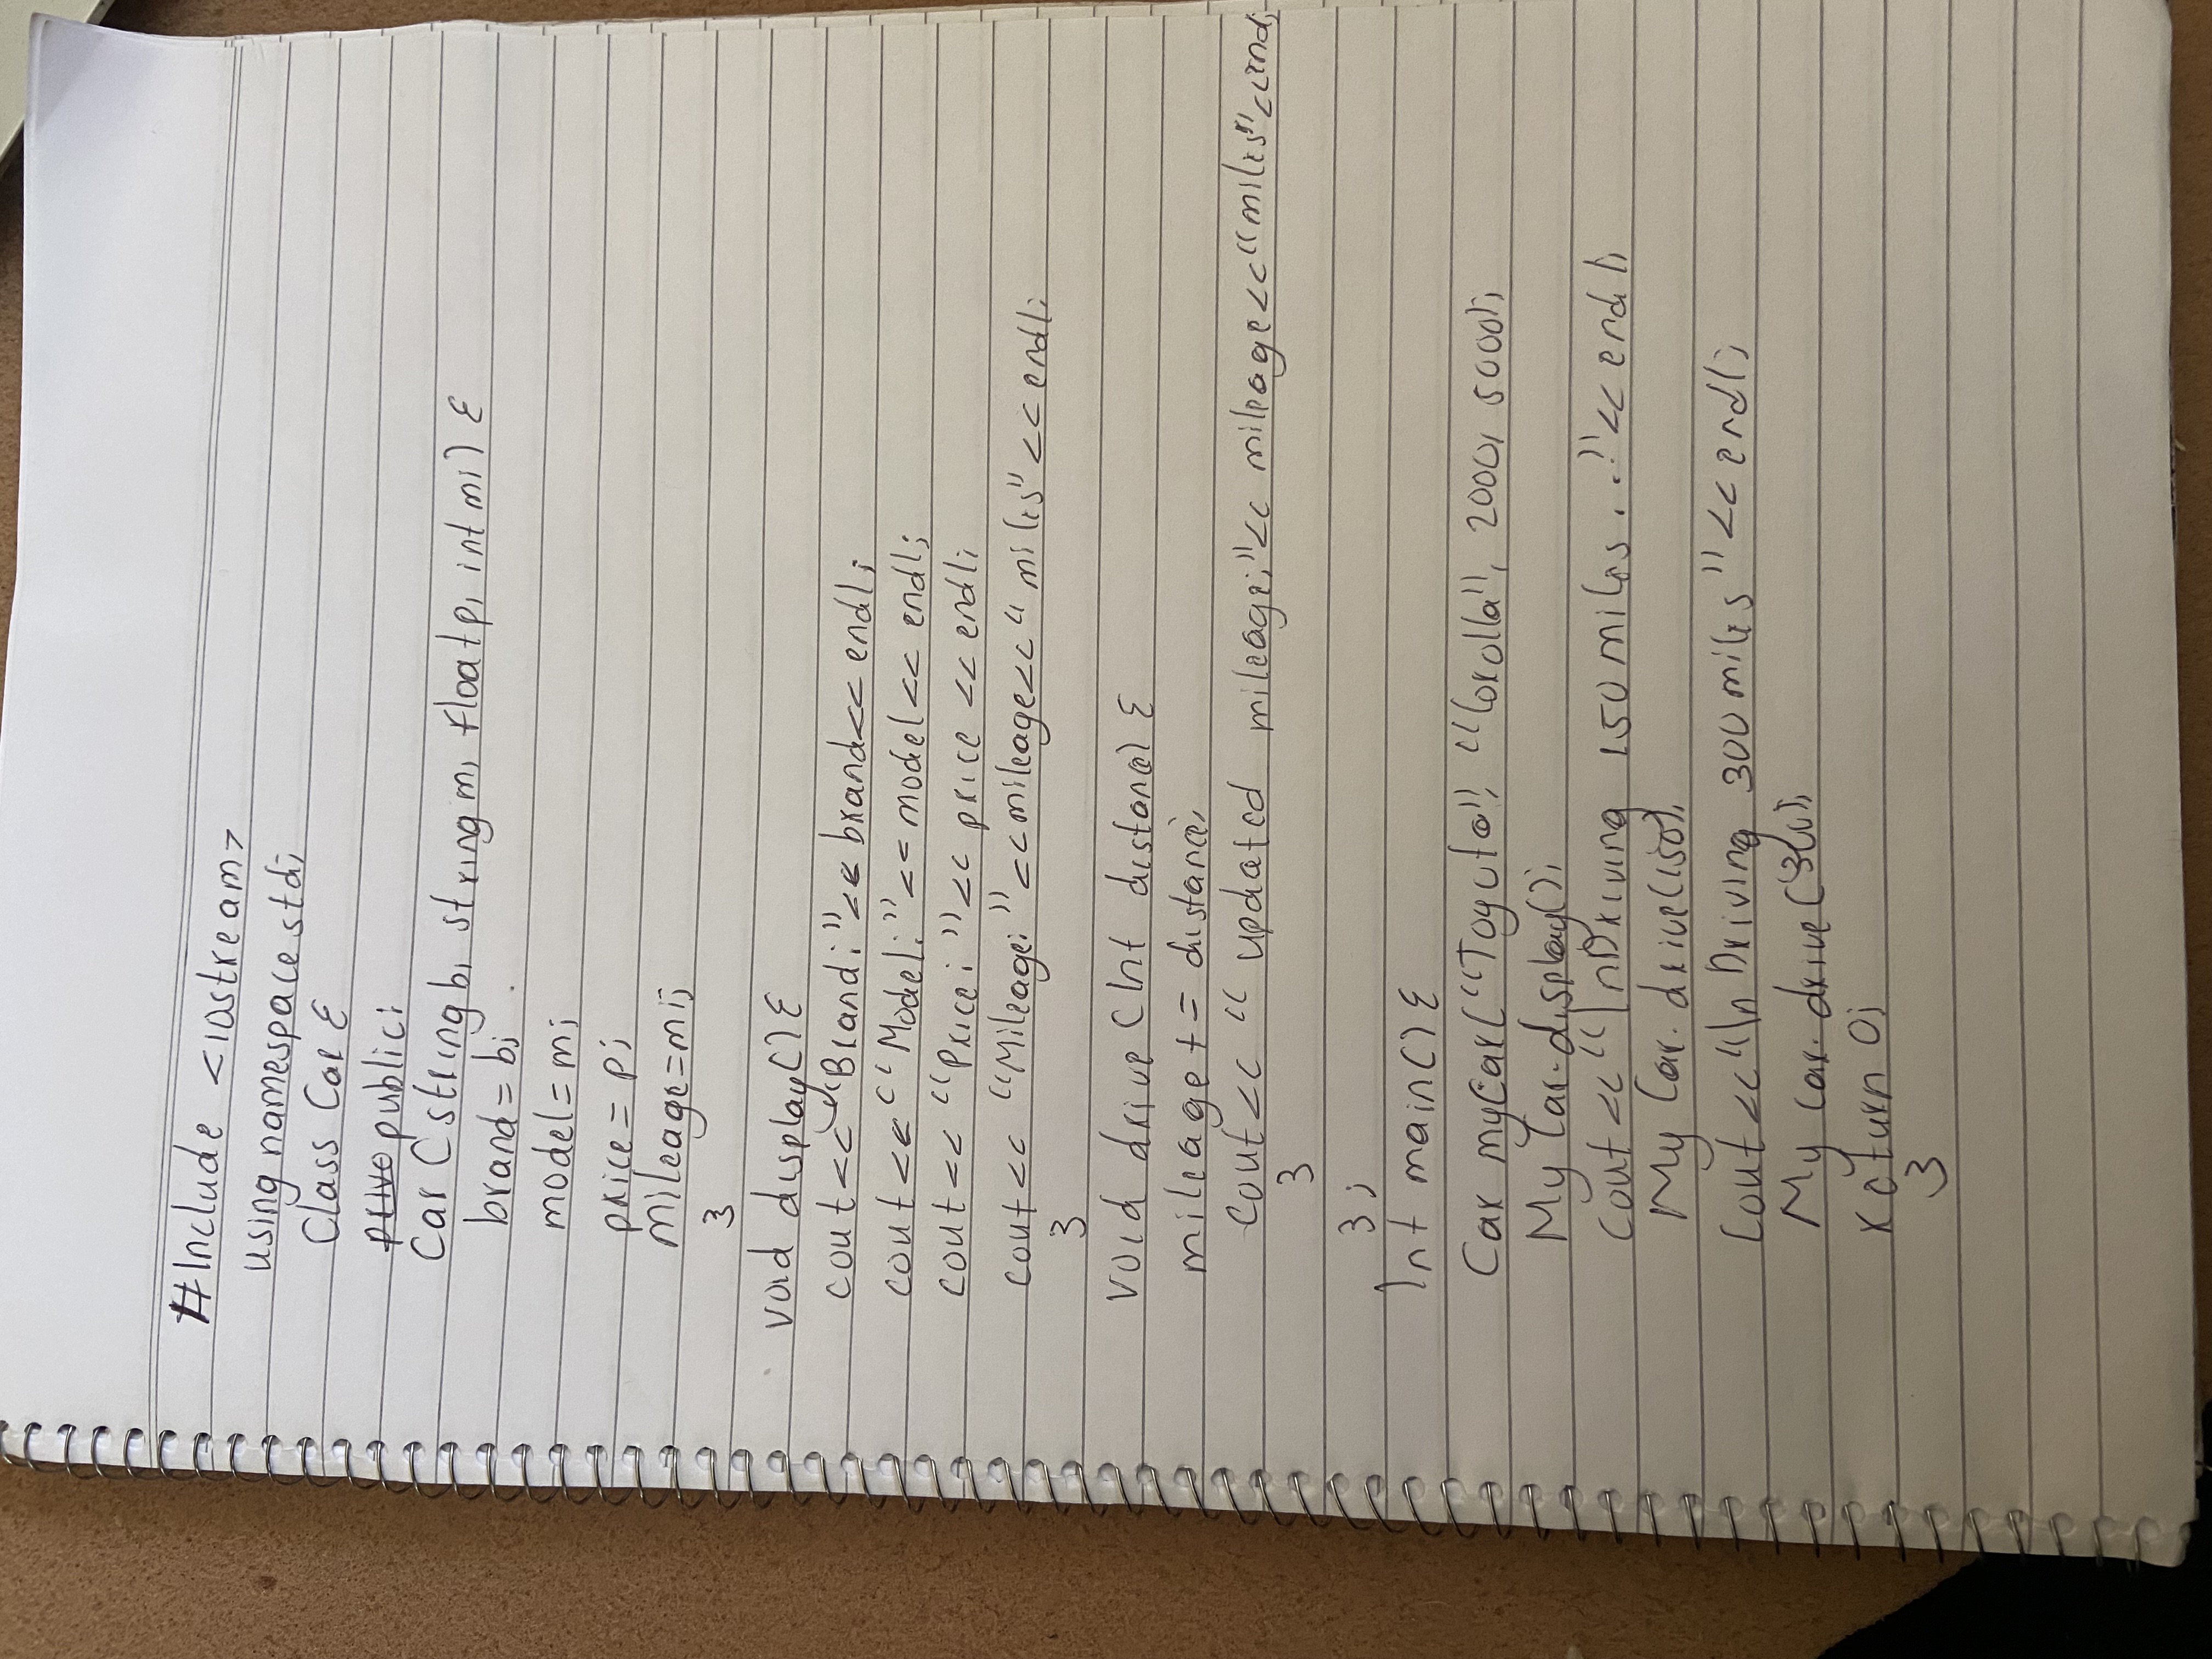 #Include <iostream>
using namespace std;
Class Car {
public:
Car (string b, string m, float p, int mi) {
brand = b;
model = m;
price = p;
mileage = mi;
}
void display() {
cout << "Brand: " << brand << endl;
cout << "Model: " << model << endl;
cout << "Price: " << price << endl;
cout << "Mileage: " << mileage << " miles" << endl;
}
void drive (Int distance) {
mileage += distance;
cout << " updated mileage: " << mileage << "miles" << end;
}
};
Int main() {
Car myCar("Toyota", "Corolla", 2000, 5000);
My Car.display();
cout << "\nDriving 150 miles..." << endl;
My Car.drive(150);
Cout << "\n Driving 300 miles" << endl;
My Car.drive(300);
return 0;
}